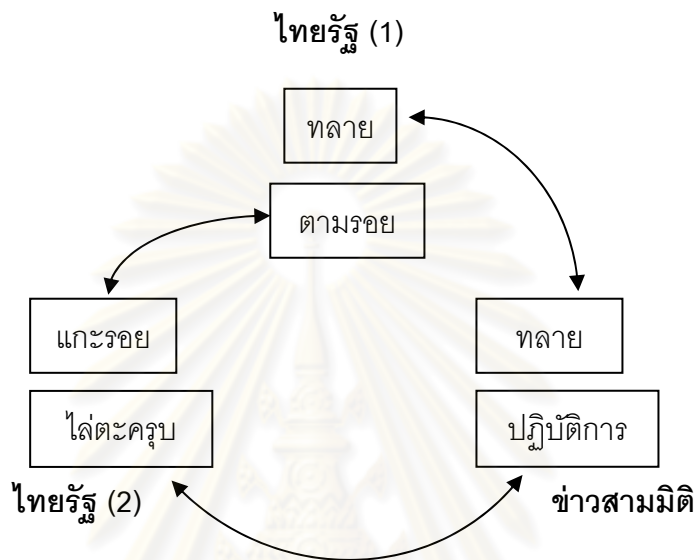 ไทยรัฐ (1)
ทลาย
ตามรอย
แกะรอย
ทลาย
ไล่ตะครุบ
ปฏิบัติการ
ไทยรัฐ (2)
ข่าวสามมิติ